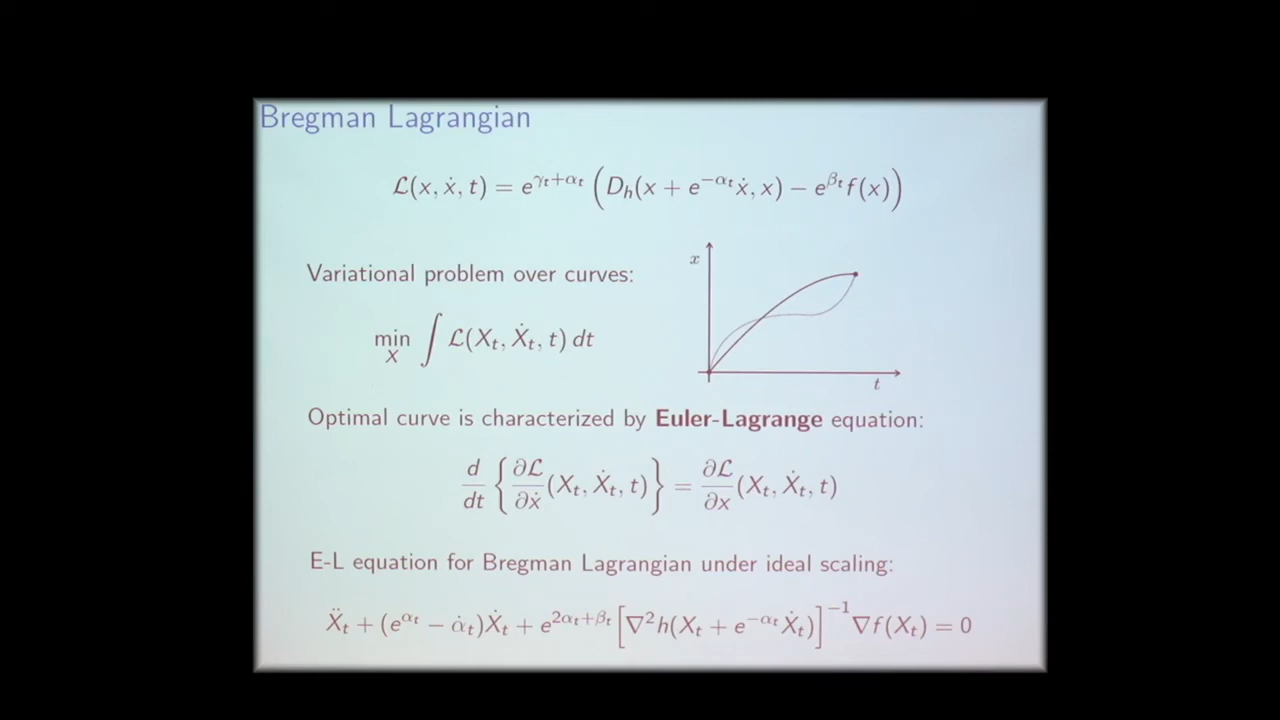 Bregman Lagrangian
ℒ(x, ẋ, t) = e^{γ_t+α_t} (D_h(x + e^{−α_t}ẋ, x) − e^{β_t}f(x))
Variational problem over curves:
x
min_X ∫ ℒ(X_t, Ẋ_t, t) dt
t
Optimal curve is characterized by Euler-Lagrange equation:
d/dt {∂ℒ/∂ẋ (X_t, Ẋ_t, t)} = ∂ℒ/∂x (X_t, Ẋ_t, t)
E-L equation for Bregman Lagrangian under ideal scaling:
Ẍ_t + (e^{α_t} − α̇_t)Ẋ_t + e^{2α_t+β_t} [∇²h(X_t + e^{−α_t}Ẋ_t)]^{−1} ∇f(X_t) = 0